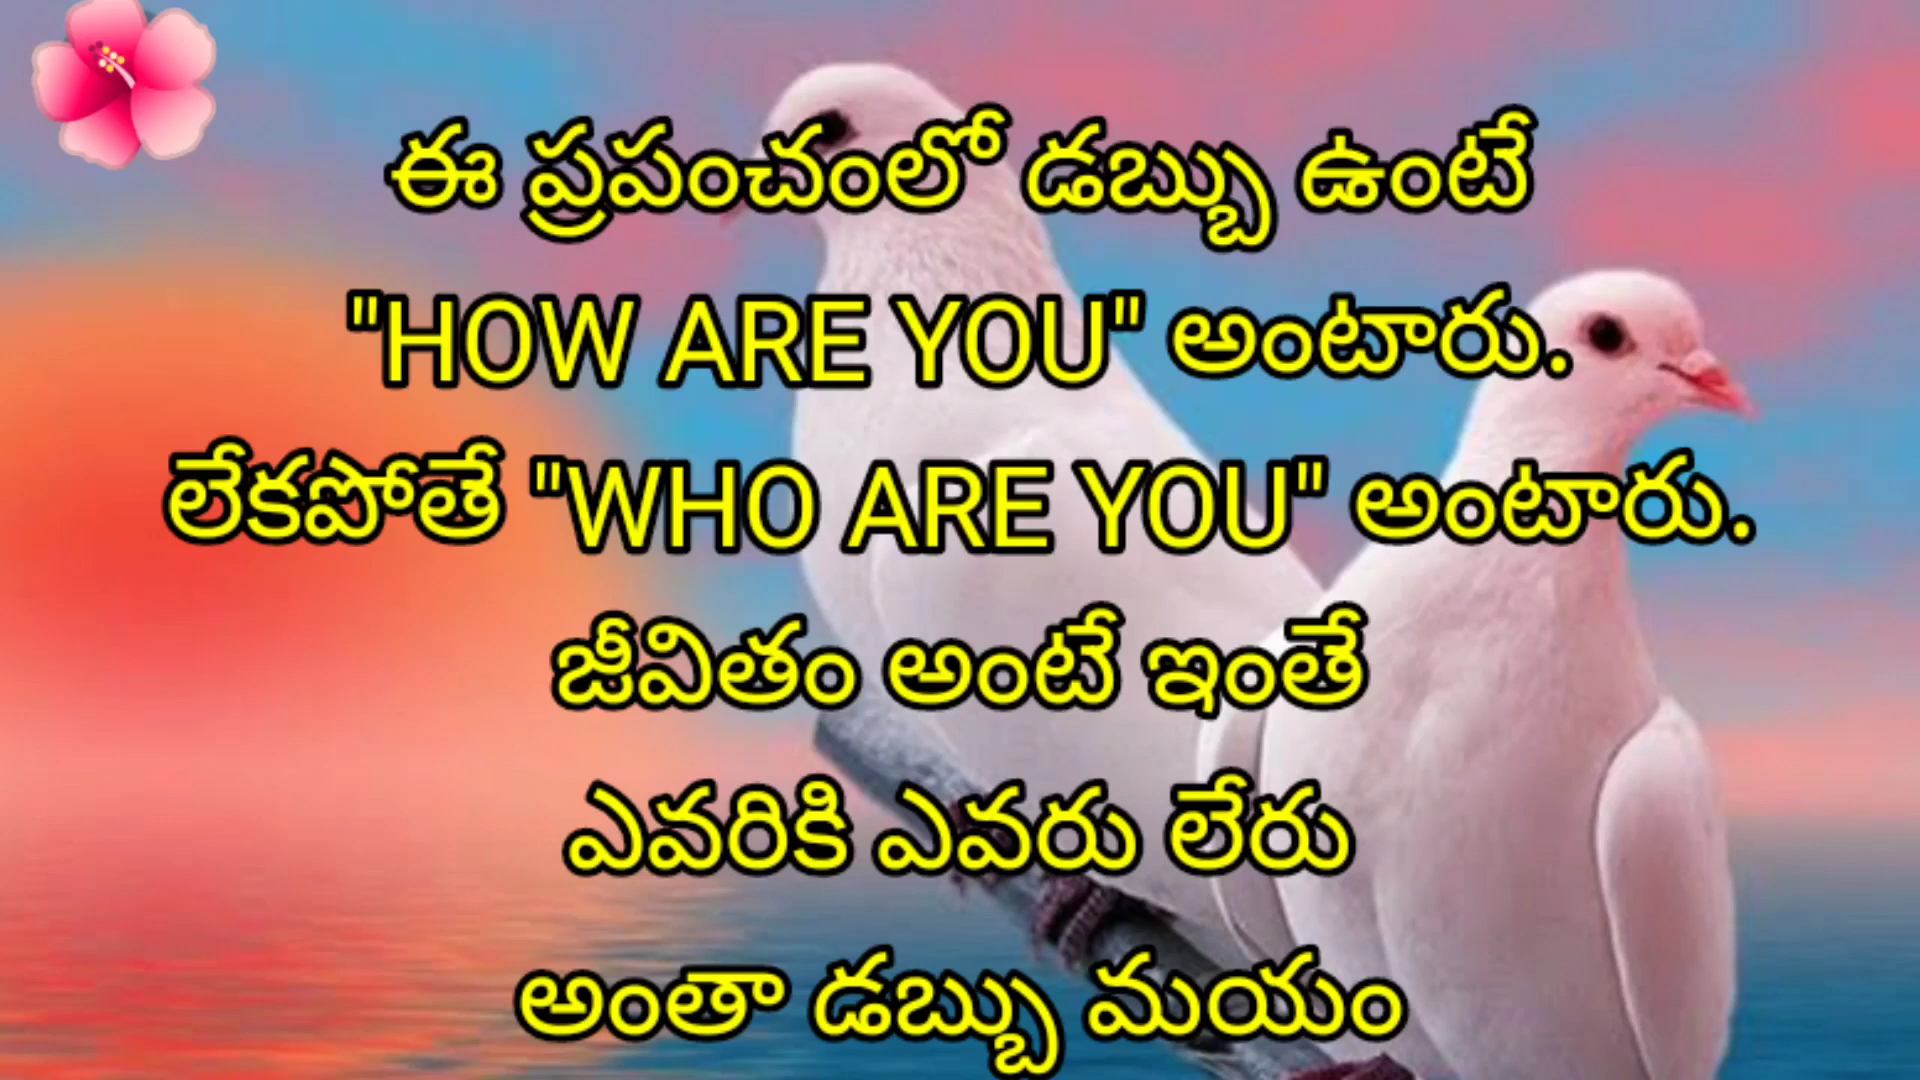 ఈ ప్రపంచంలో డబ్బు ఉంటే
"HOW ARE YOU" అంటారు.
లేకపోతే "WHO ARE YOU" అంటారు.
జీవితం అంటే ఇంతే
ఎవరికి ఎవరు లేరు
అంతా డబ్బు మయం